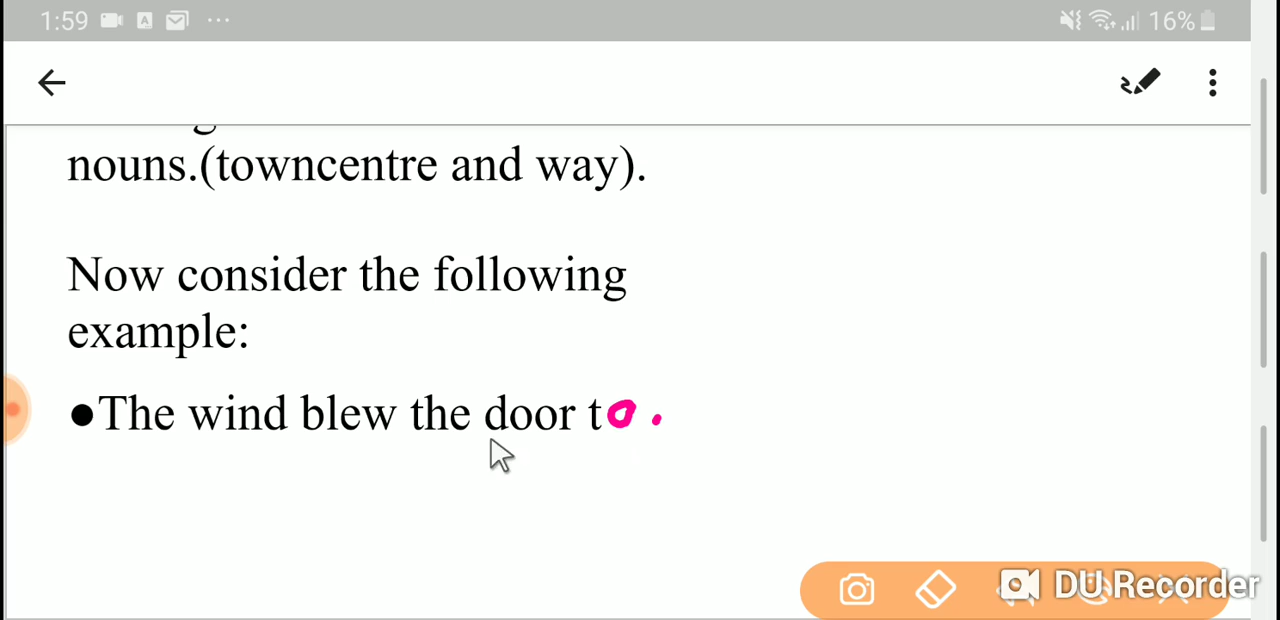 1:59 A ... 16%
nouns.(towncentre and way).
Now consider the following
example:
●The wind blew the door to.
DU Recorder